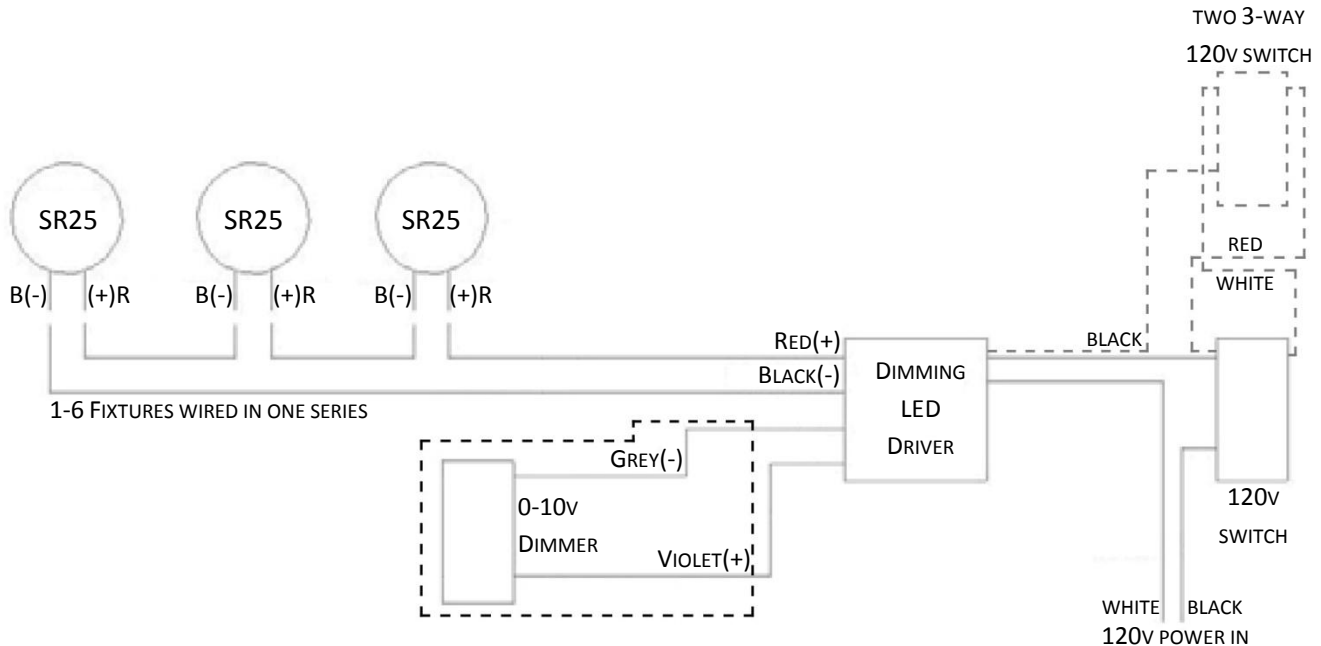 TWO 3-WAY
120V SWITCH
SR25
SR25
SR25
RED
WHITE
B(-)
(+)R
B(-)
(+)R
B(-)
(+)R
RED(+)
BLACK
BLACK(-)
DIMMING
LED
DRIVER
1-6 FIXTURES WIRED IN ONE SERIES
GREY(-)
0-10V
DIMMER
VIOLET(+)
120V
SWITCH
WHITE
BLACK
120V POWER IN